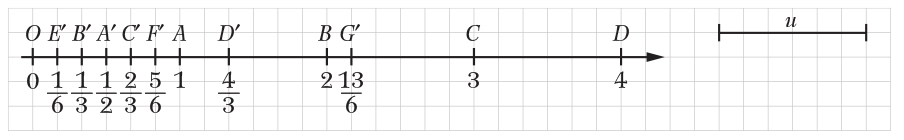 u
O E′ B′ A′ C′ F′ A D′ B G′ C D
0 1/6 1/3 1/2 2/3 5/6 1 4/3 2 13/6 3 4